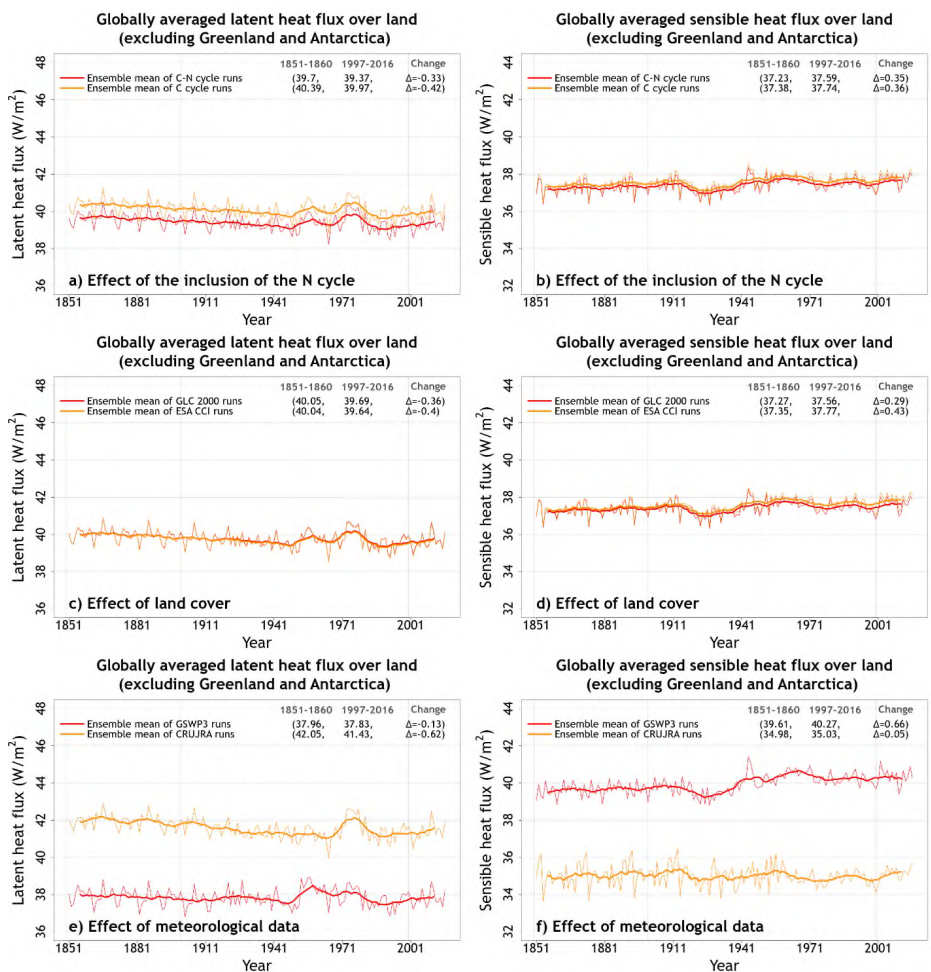 Globally averaged latent heat flux over land
(excluding Greenland and Antarctica)
48
46
44
42
40
38
36
Latent heat flux (W/m²)
1851-1860 1997-2016 Change
Ensemble mean of C-N cycle runs (39.7, 39.37, Δ=-0.33)
Ensemble mean of C cycle runs (40.39, 39.97, Δ=-0.42)
a) Effect of the inclusion of the N cycle
1851 1881 1911 1941 1971 2001
Year
Globally averaged sensible heat flux over land
(excluding Greenland and Antarctica)
44
42
40
38
36
34
32
Sensible heat flux (W/m²)
1851-1860 1997-2016 Change
Ensemble mean of C-N cycle runs (37.23, 37.59, Δ=0.35)
Ensemble mean of C cycle runs (37.38, 37.74, Δ=0.36)
b) Effect of the inclusion of the N cycle
1851 1881 1911 1941 1971 2001
Year
Globally averaged latent heat flux over land
(excluding Greenland and Antarctica)
48
46
44
42
40
38
36
Latent heat flux (W/m²)
1851-1860 1997-2016 Change
Ensemble mean of GLC 2000 runs (40.05, 39.69, Δ=-0.36)
Ensemble mean of ESA CCI runs (40.04, 39.64, Δ=-0.4)
c) Effect of land cover
1851 1881 1911 1941 1971 2001
Year
Globally averaged sensible heat flux over land
(excluding Greenland and Antarctica)
44
42
40
38
36
34
32
Sensible heat flux (W/m²)
1851-1860 1997-2016 Change
Ensemble mean of GLC 2000 runs (37.27, 37.56, Δ=0.29)
Ensemble mean of ESA CCI runs (37.35, 37.77, Δ=0.43)
d) Effect of land cover
1851 1881 1911 1941 1971 2001
Year
Globally averaged latent heat flux over land
(excluding Greenland and Antarctica)
48
46
44
42
40
38
36
Latent heat flux (W/m²)
1851-1860 1997-2016 Change
Ensemble mean of GSWP3 runs (37.96, 37.83, Δ=-0.13)
Ensemble mean of CRUJRA runs (42.05, 41.43, Δ=-0.62)
e) Effect of meteorological data
1851 1881 1911 1941 1971 2001
Year
Globally averaged sensible heat flux over land
(excluding Greenland and Antarctica)
44
42
40
38
36
34
32
Sensible heat flux (W/m²)
1851-1860 1997-2016 Change
Ensemble mean of GSWP3 runs (39.61, 40.27, Δ=0.66)
Ensemble mean of CRUJRA runs (34.98, 35.03, Δ=0.05)
f) Effect of meteorological data
1851 1881 1911 1941 1971 2001
Year